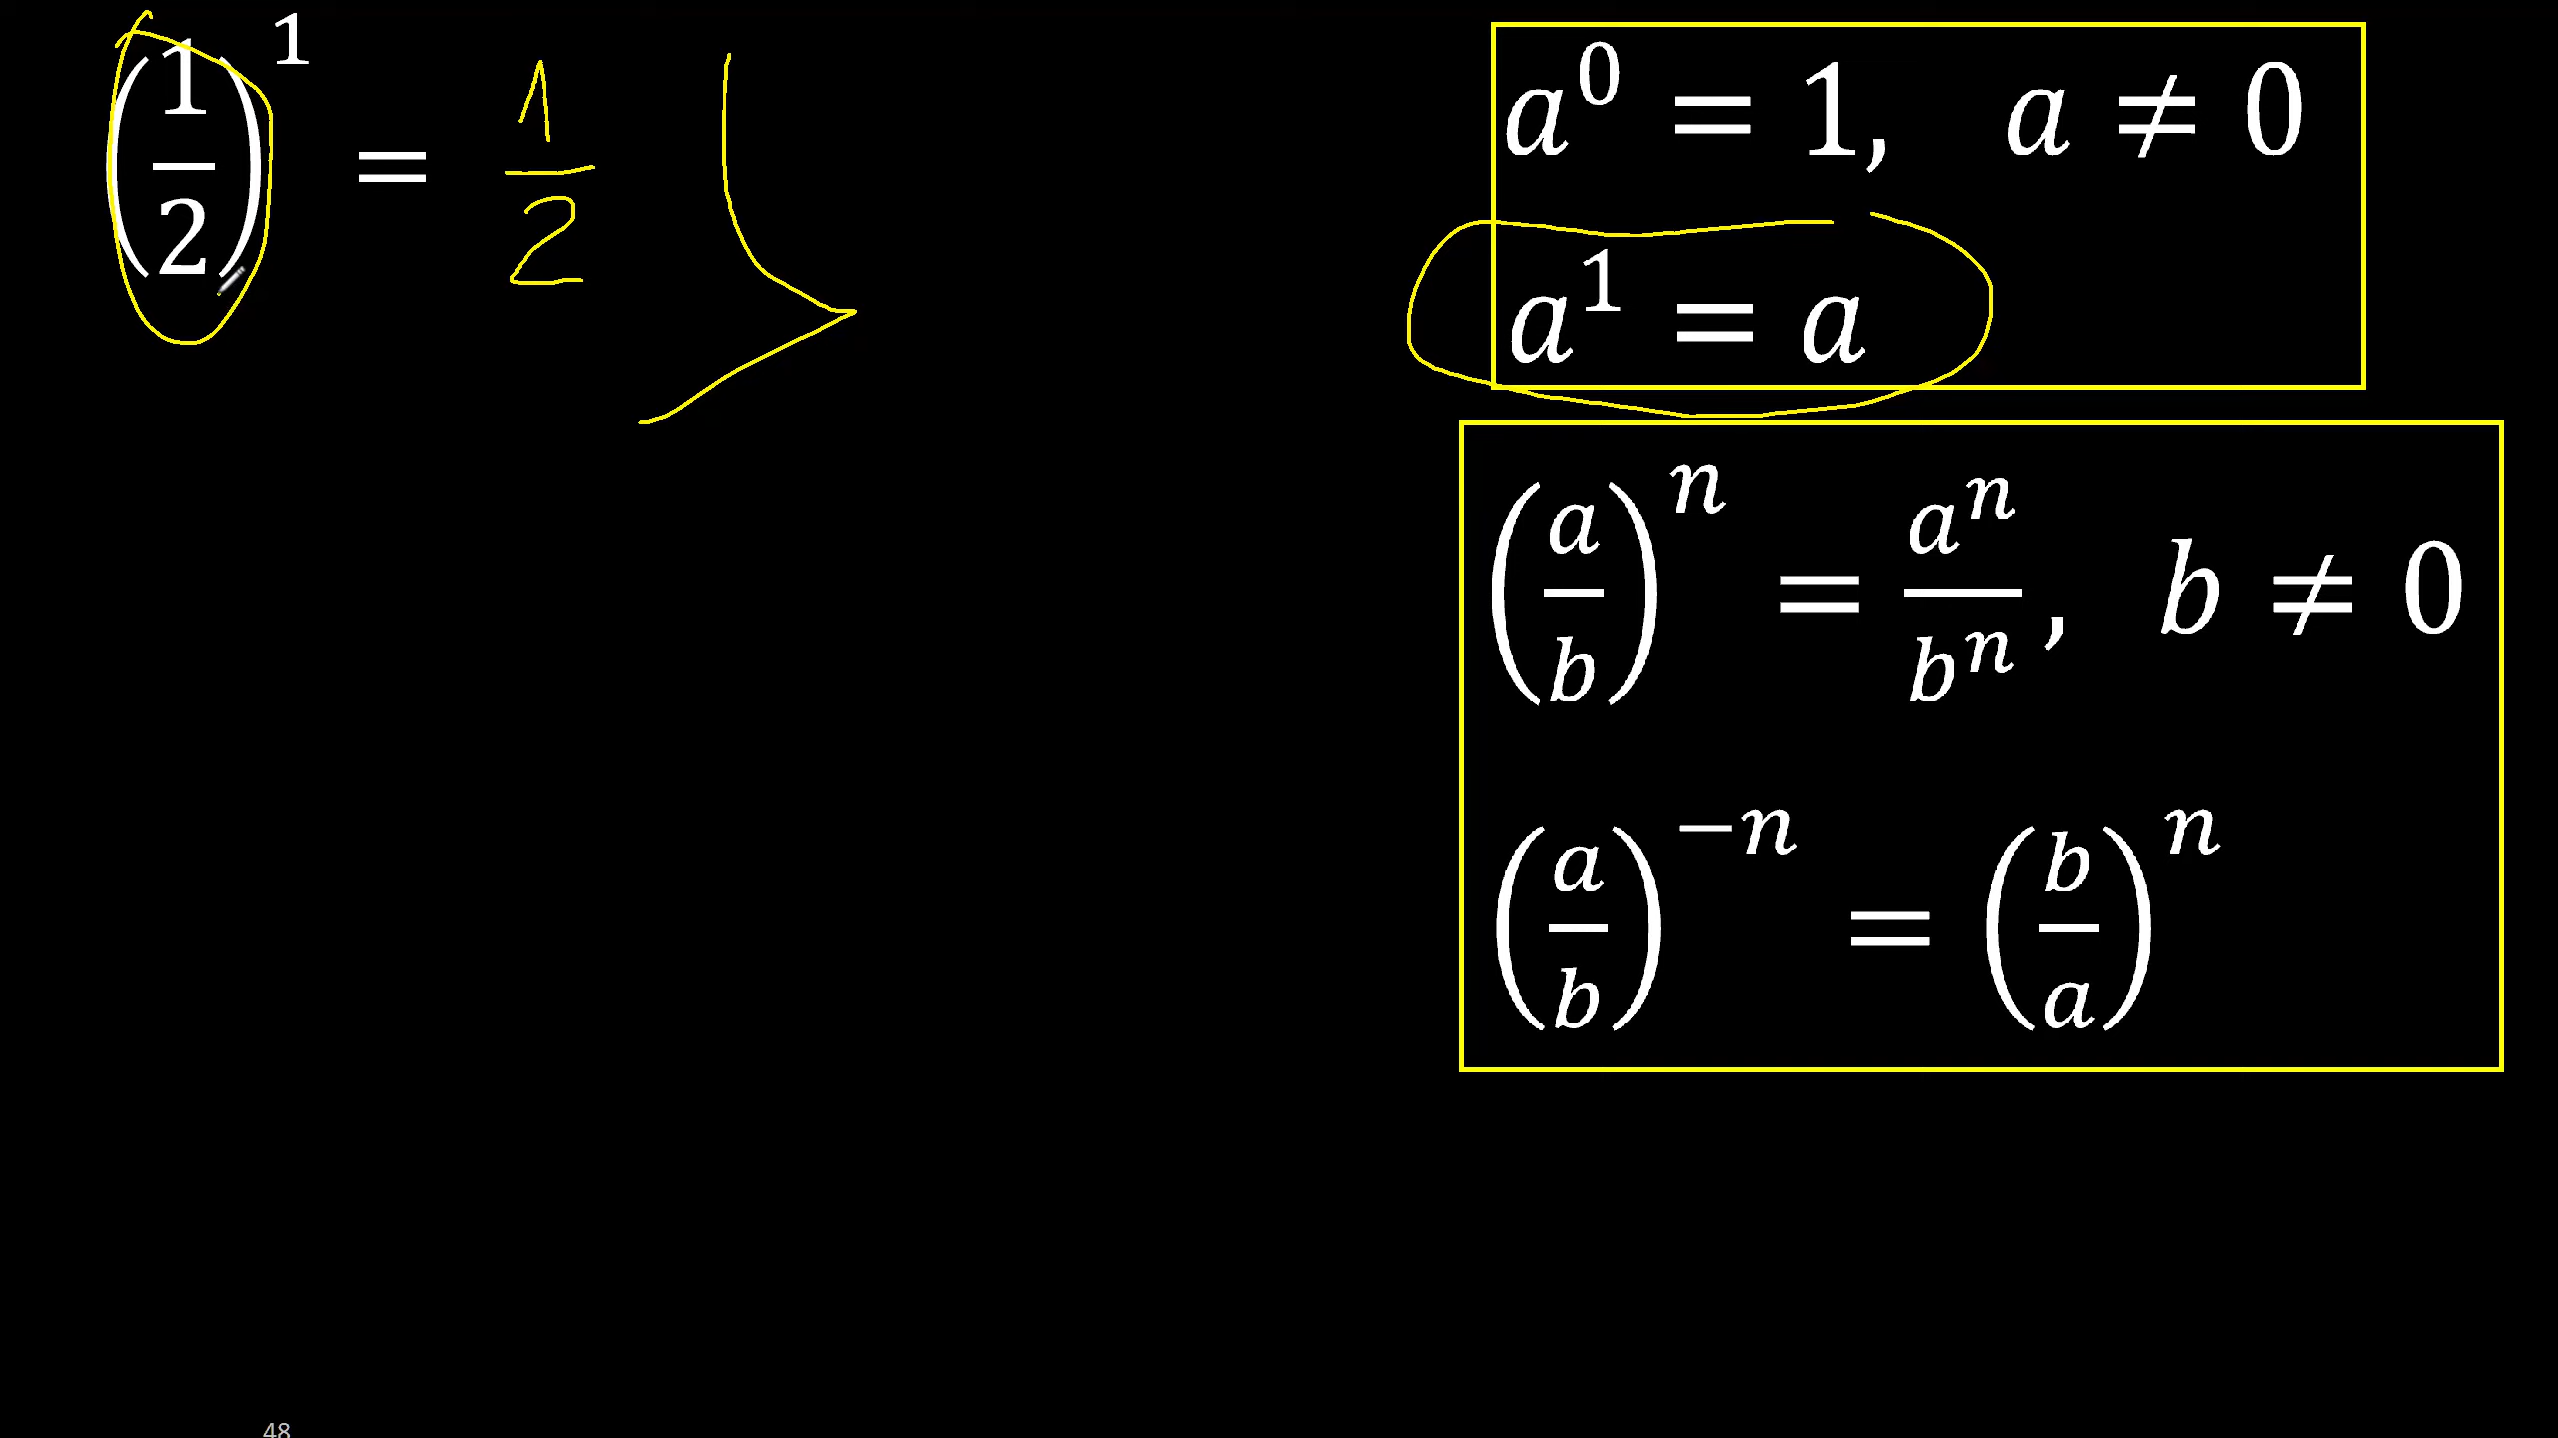 (1/2)^1 = 1/2
a^0 = 1, a ≠ 0
a^1 = a
(a/b)^n = a^n/b^n, b ≠ 0
(a/b)^−n = (b/a)^n
48